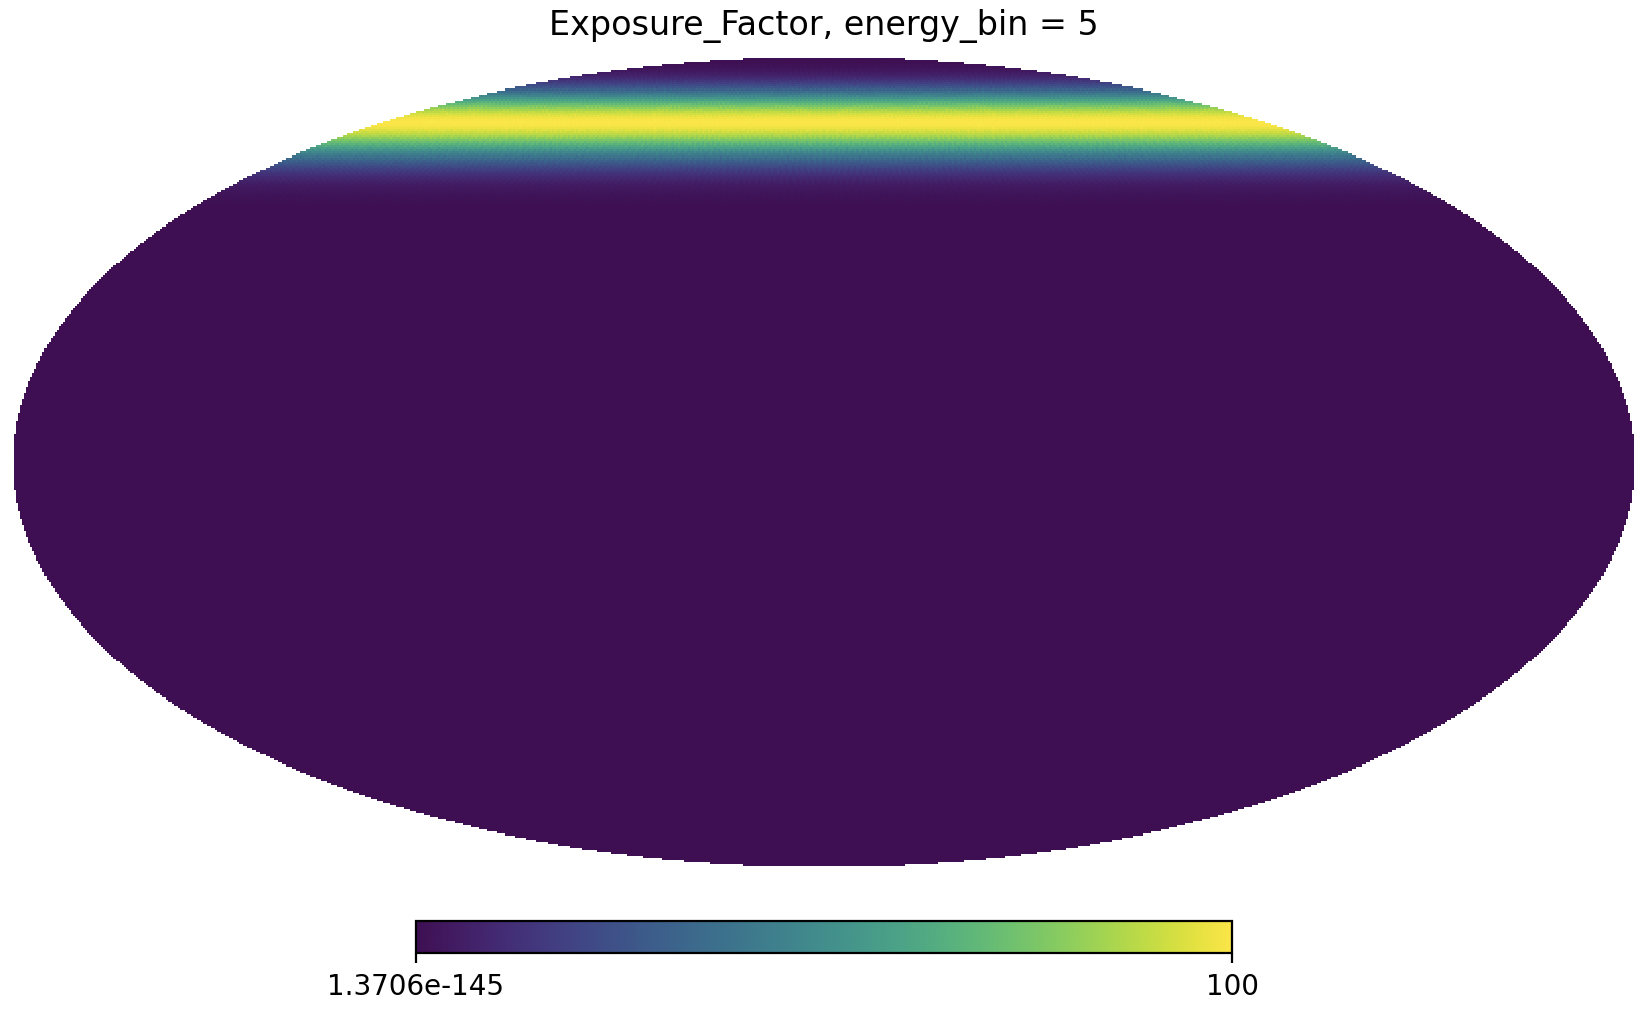 Exposure_Factor, energy_bin = 5
1.3706e-145
100